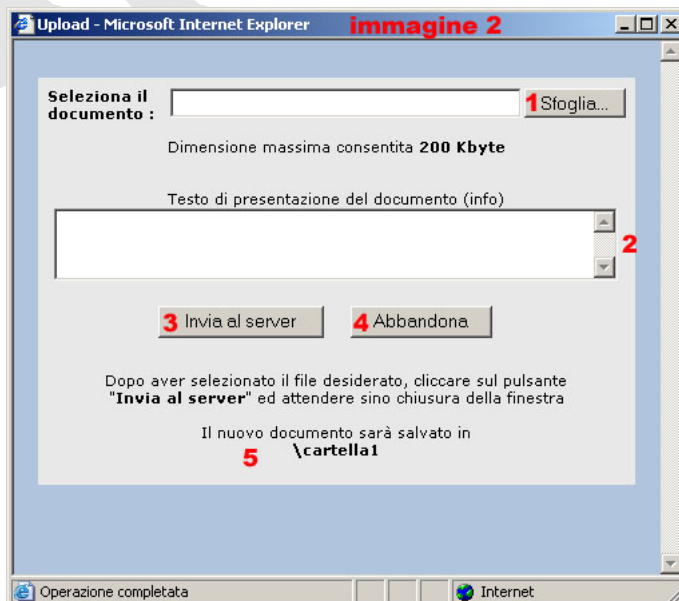 Upload - Microsoft Internet Explorer immagine 2
Seleziona il
documento :
1 Sfoglia...
Dimensione massima consentita 200 Kbyte
Testo di presentazione del documento (info)
2
3 Invia al server
4 Abbandona
Dopo aver selezionato il file desiderato, cliccare sul pulsante
"Invia al server" ed attendere sino chiusura della finestra
Il nuovo documento sarà salvato in
5 \cartella1
Operazione completata Internet